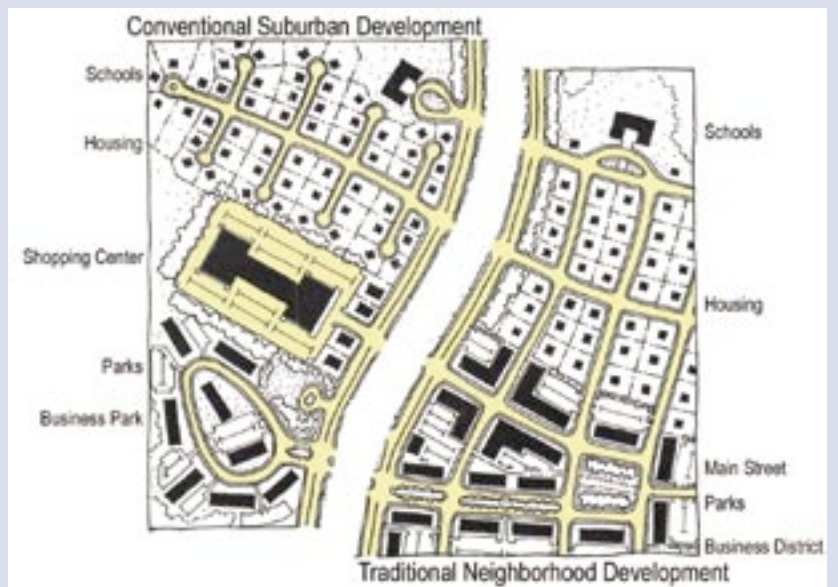 Conventional Suburban Development
Schools
Housing
Shopping Center
Parks
Business Park
Schools
Housing
Main Street
Parks
Business District
Traditional Neighborhood Development